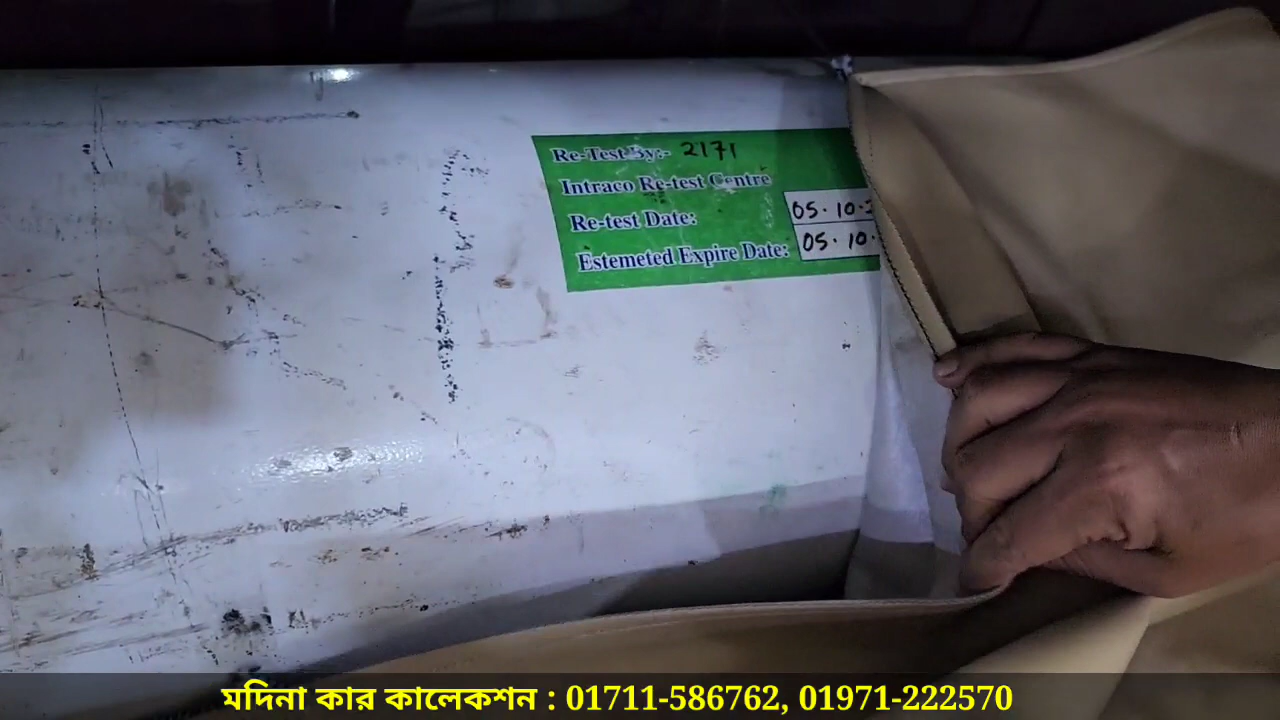 Re-Test By:- 2171
Intraco Re-test Centre
Re-test Date: 05.10.2
Estemeted Expire Date: 05.10.
মদিনা কার কালেকশন : 01711-586762, 01971-222570